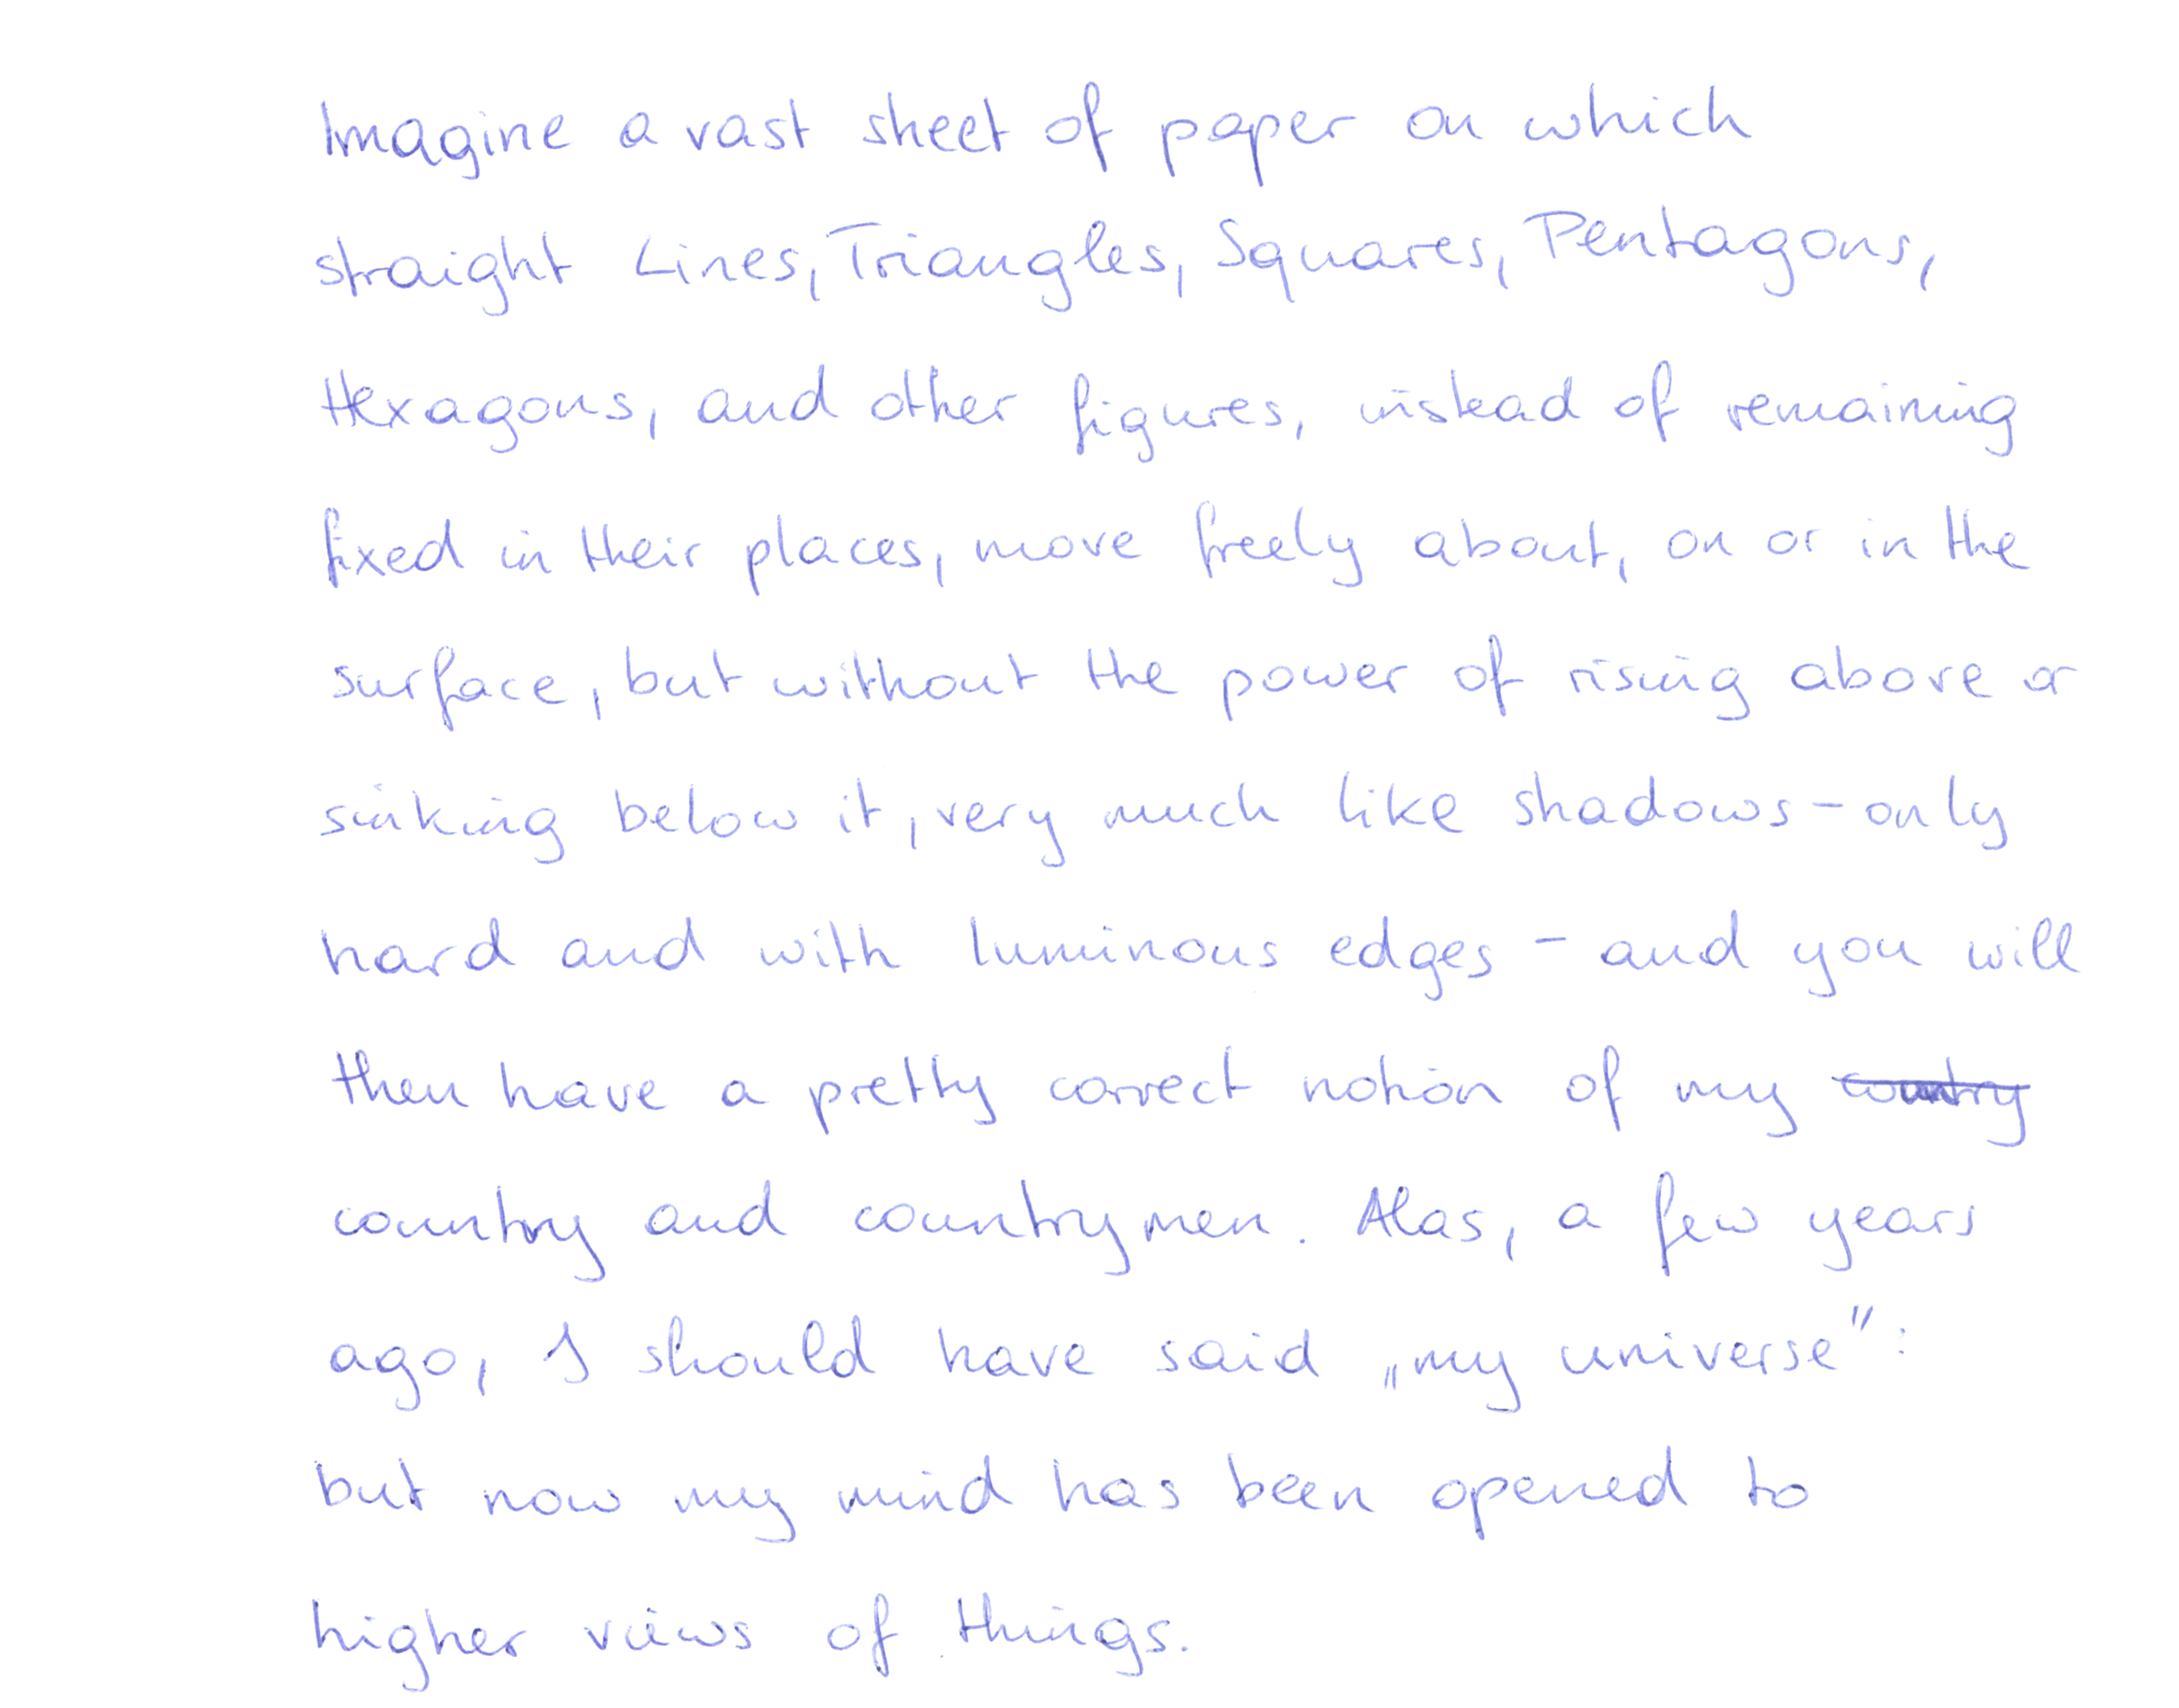 Imagine a vast sheet of paper on which
straight Lines, Triangles, Squares, Pentagons,
Hexagons, and other figures, instead of remaining
fixed in their places, move freely about, on or in the
surface, but without the power of rising above or
sinking below it, very much like shadows - only
hard and with luminous edges - and you will
then have a pretty correct notion of my ~~country~~
country and countrymen. Alas, a few years
ago, I should have said „my universe":
but now my mind has been opened to
higher views of things.